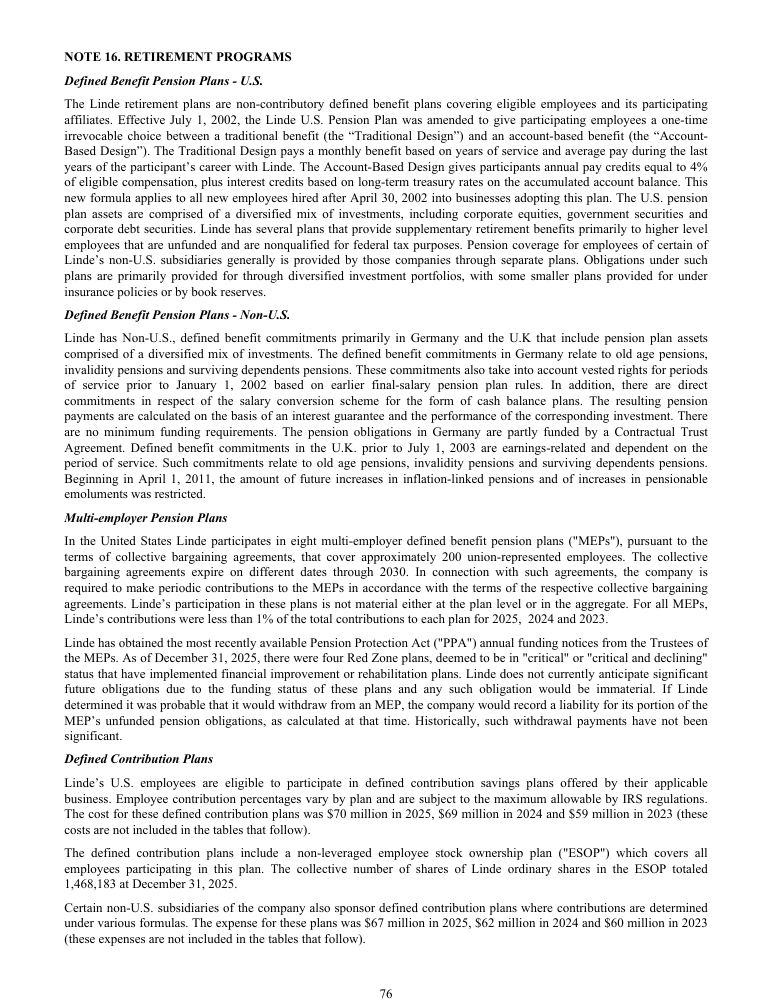 NOTE 16. RETIREMENT PROGRAMS
Defined Benefit Pension Plans - U.S.
The Linde retirement plans are non-contributory defined benefit plans covering eligible employees and its participating
affiliates. Effective July 1, 2002, the Linde U.S. Pension Plan was amended to give participating employees a one-time
irrevocable choice between a traditional benefit (the “Traditional Design”) and an account-based benefit (the “Account-
Based Design”). The Traditional Design pays a monthly benefit based on years of service and average pay during the last
years of the participant’s career with Linde. The Account-Based Design gives participants annual pay credits equal to 4%
of eligible compensation, plus interest credits based on long-term treasury rates on the accumulated account balance. This
new formula applies to all new employees hired after April 30, 2002 into businesses adopting this plan. The U.S. pension
plan assets are comprised of a diversified mix of investments, including corporate equities, government securities and
corporate debt securities. Linde has several plans that provide supplementary retirement benefits primarily to higher level
employees that are unfunded and are nonqualified for federal tax purposes. Pension coverage for employees of certain of
Linde’s non-U.S. subsidiaries generally is provided by those companies through separate plans. Obligations under such
plans are primarily provided for through diversified investment portfolios, with some smaller plans provided for under
insurance policies or by book reserves.
Defined Benefit Pension Plans - Non-U.S.
Linde has Non-U.S., defined benefit commitments primarily in Germany and the U.K that include pension plan assets
comprised of a diversified mix of investments. The defined benefit commitments in Germany relate to old age pensions,
invalidity pensions and surviving dependents pensions. These commitments also take into account vested rights for periods
of service prior to January 1, 2002 based on earlier final-salary pension plan rules. In addition, there are direct
commitments in respect of the salary conversion scheme for the form of cash balance plans. The resulting pension
payments are calculated on the basis of an interest guarantee and the performance of the corresponding investment. There
are no minimum funding requirements. The pension obligations in Germany are partly funded by a Contractual Trust
Agreement. Defined benefit commitments in the U.K. prior to July 1, 2003 are earnings-related and dependent on the
period of service. Such commitments relate to old age pensions, invalidity pensions and surviving dependents pensions.
Beginning in April 1, 2011, the amount of future increases in inflation-linked pensions and of increases in pensionable
emoluments was restricted.
Multi-employer Pension Plans
In the United States Linde participates in eight multi-employer defined benefit pension plans ("MEPs"), pursuant to the
terms of collective bargaining agreements, that cover approximately 200 union-represented employees. The collective
bargaining agreements expire on different dates through 2030. In connection with such agreements, the company is
required to make periodic contributions to the MEPs in accordance with the terms of the respective collective bargaining
agreements. Linde’s participation in these plans is not material either at the plan level or in the aggregate. For all MEPs,
Linde’s contributions were less than 1% of the total contributions to each plan for 2025, 2024 and 2023.
Linde has obtained the most recently available Pension Protection Act ("PPA") annual funding notices from the Trustees of
the MEPs. As of December 31, 2025, there were four Red Zone plans, deemed to be in "critical" or "critical and declining"
status that have implemented financial improvement or rehabilitation plans. Linde does not currently anticipate significant
future obligations due to the funding status of these plans and any such obligation would be immaterial. If Linde
determined it was probable that it would withdraw from an MEP, the company would record a liability for its portion of the
MEP’s unfunded pension obligations, as calculated at that time. Historically, such withdrawal payments have not been
significant.
Defined Contribution Plans
Linde’s U.S. employees are eligible to participate in defined contribution savings plans offered by their applicable
business. Employee contribution percentages vary by plan and are subject to the maximum allowable by IRS regulations.
The cost for these defined contribution plans was $70 million in 2025, $69 million in 2024 and $59 million in 2023 (these
costs are not included in the tables that follow).
The defined contribution plans include a non-leveraged employee stock ownership plan ("ESOP") which covers all
employees participating in this plan. The collective number of shares of Linde ordinary shares in the ESOP totaled
1,468,183 at December 31, 2025.
Certain non-U.S. subsidiaries of the company also sponsor defined contribution plans where contributions are determined
under various formulas. The expense for these plans was $67 million in 2025, $62 million in 2024 and $60 million in 2023
(these expenses are not included in the tables that follow).
76